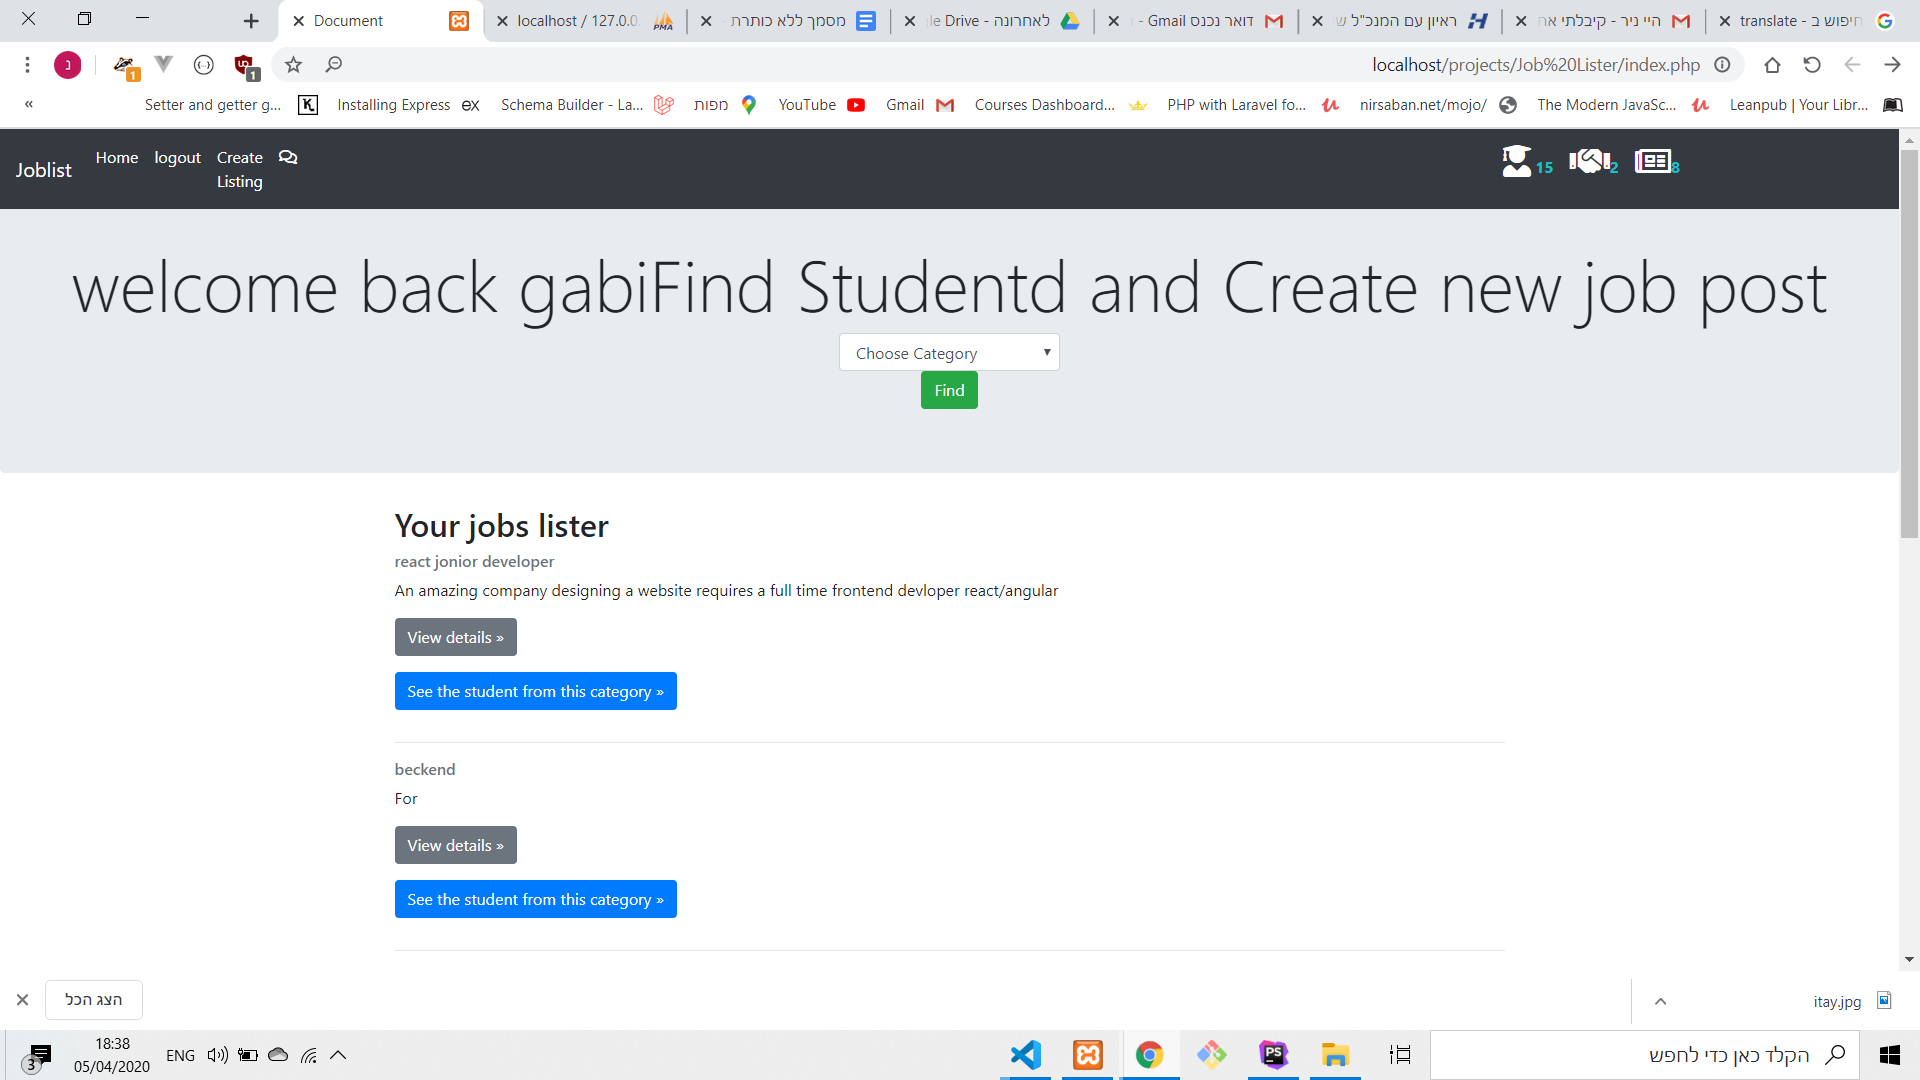 Document
localhost / 127.0.0.
מסמך ללא כותרת
לאחרונה - le Drive
דואר נכנס - Gmail
ראיון עם המנכ"ל ש
היי ניר - קיבלתי את
חיפוש ב - translate
נ
1
1
localhost/projects/Job%20Lister/index.php
«
Setter and getter g...
Installing Express
ex
Schema Builder - La...
מפות
YouTube
Gmail
Courses Dashboard...
PHP with Laravel fo...
nirsaban.net/mojo/
The Modern JavaSc...
Leanpub | Your Libr...
Joblist
Home
logout
Create
Listing
15
2
8
welcome back gabiFind Studentd and Create new job post
Choose Category
Find
Your jobs lister
react jonior developer
An amazing company designing a website requires a full time frontend devloper react/angular
View details »
See the student from this category »
beckend
For
View details »
See the student from this category »
הצג הכל
itay.jpg
3
18:38
05/04/2020
ENG
PS
הקלד כאן כדי לחפש